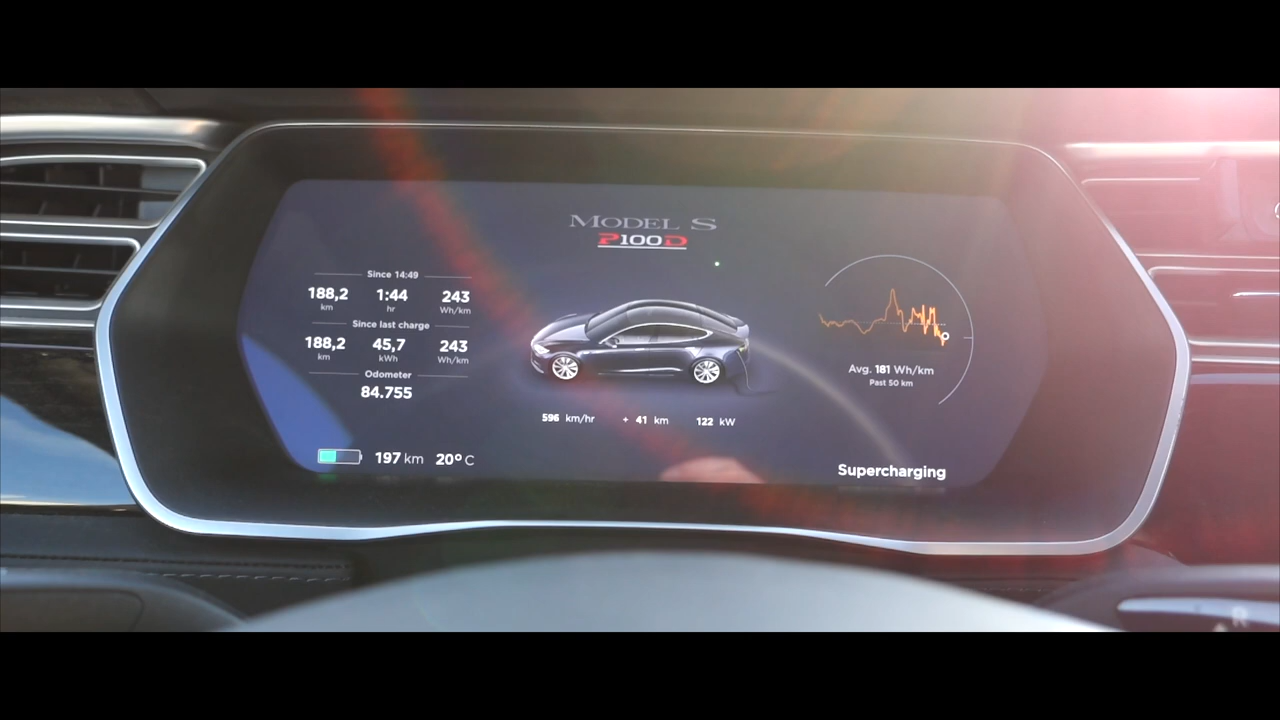 MODEL S
P100D
Since 14:49
188,2 1:44 243
km hr Wh/km
Since last charge
188,2 45,7 243
km kWh Wh/km
Odometer
84.755
596 km/hr + 41 km 122 kW
Avg. 181 Wh/km
Past 50 km
197 km 20° C
Supercharging
R